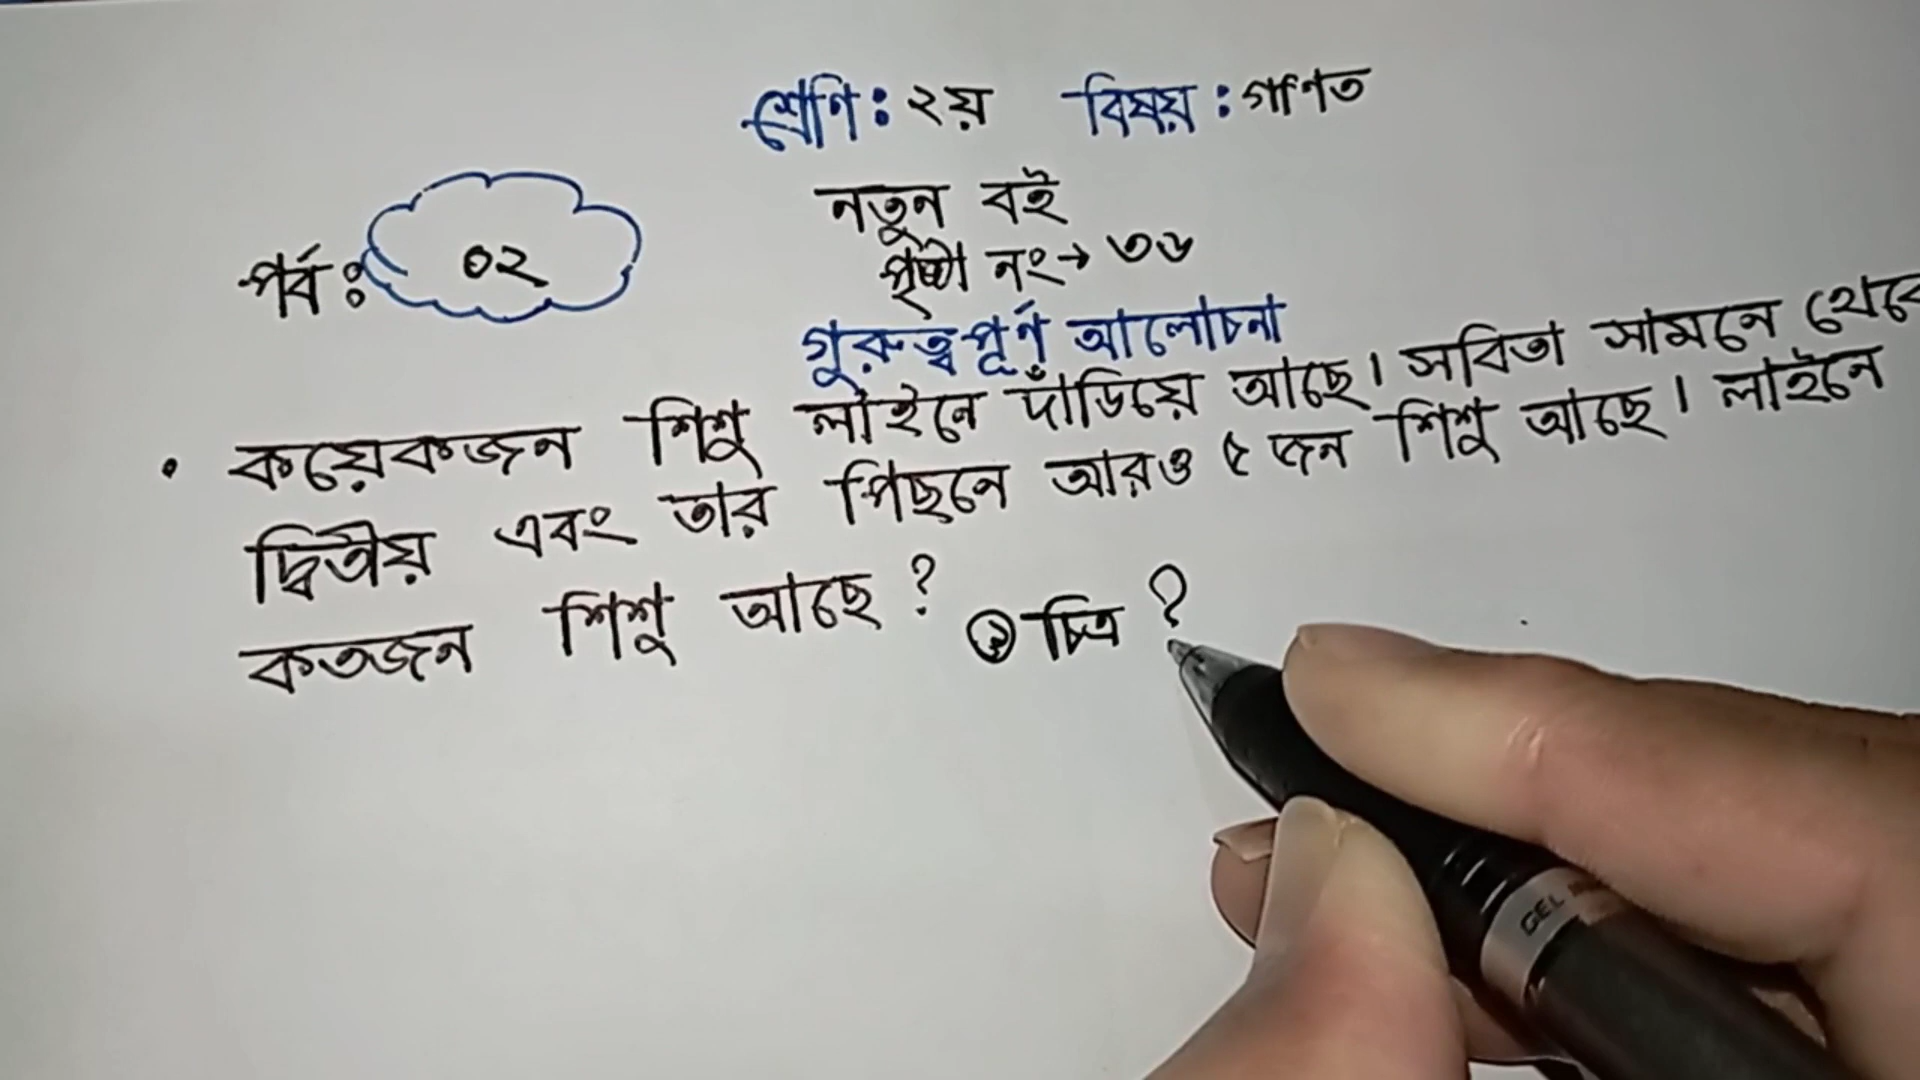 শ্রেণি: ২য় বিষয়: গণিত
নতুন বই
পর্ব: ০২
পৃষ্ঠা নং→ ৩৬
গুরুত্বপূর্ণ আলোচনা
• কয়েকজন শিশু লাইনে দাঁড়িয়ে আছে। সবিতা সামনে থেকে
দ্বিতীয় এবং তার পিছনে আরও ৫ জন শিশু আছে। লাইনে
কতজন শিশু আছে? ১ চিত্র?
GEL